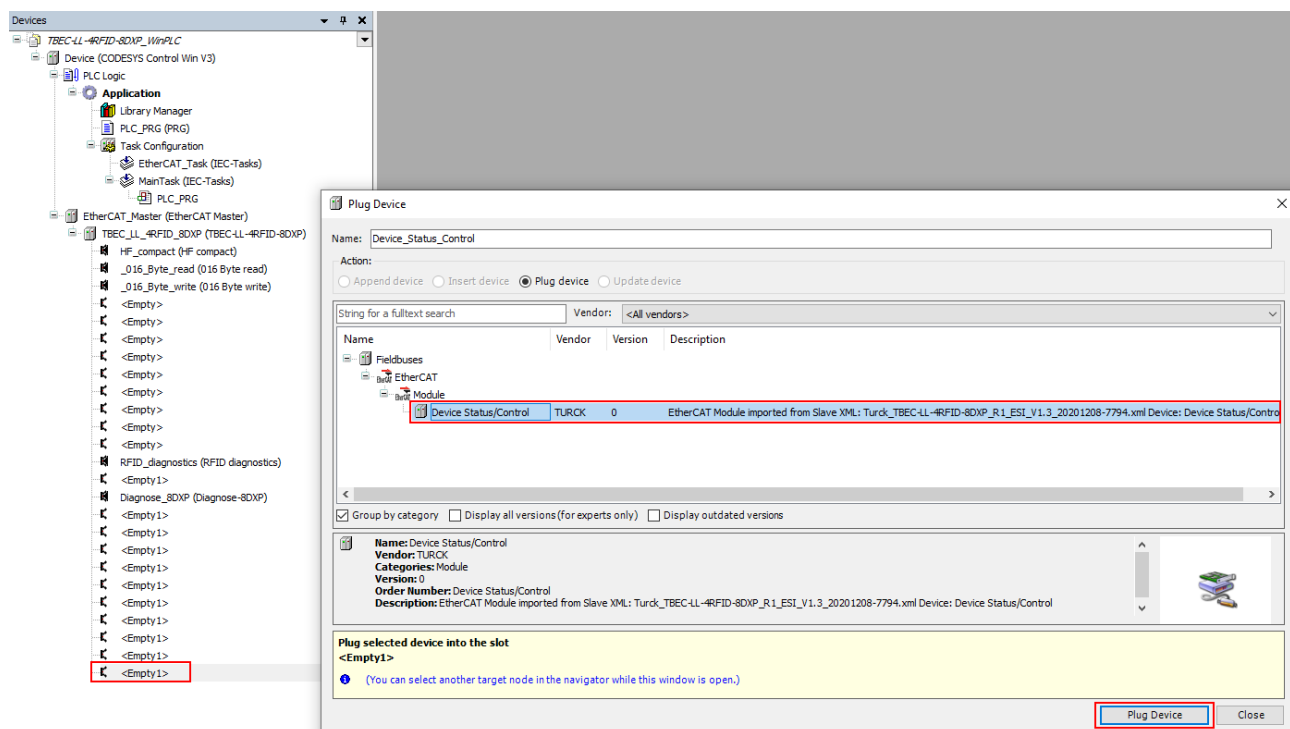 Devices
TBEC-LL-4RFID-8DXP_WinPLC
Device (CODESYS Control Win V3)
PLC Logic
Application
Library Manager
PLC_PRG (PRG)
Task Configuration
EtherCAT_Task (IEC-Tasks)
MainTask (IEC-Tasks)
PLC_PRG
EtherCAT_Master (EtherCAT Master)
TBEC_LL_4RFID_8DXP (TBEC-LL-4RFID-8DXP)
HF_compact (HF compact)
_016_Byte_read (016 Byte read)
_016_Byte_write (016 Byte write)
<Empty>
<Empty>
<Empty>
<Empty>
<Empty>
<Empty>
<Empty>
<Empty>
<Empty>
RFID_diagnostics (RFID diagnostics)
<Empty1>
Diagnose_8DXP (Diagnose-8DXP)
<Empty1>
<Empty1>
<Empty1>
<Empty1>
<Empty1>
<Empty1>
<Empty1>
<Empty1>
<Empty1>
<Empty1>
Plug Device
Name: Device_Status_Control
Action:
Append device Insert device Plug device Update device
String for a fulltext search Vendor: <All vendors>
Name Vendor Version Description
Fieldbuses
EtherCAT
Module
Device Status/Control TURCK 0 EtherCAT Module imported from Slave XML: Turck_TBEC-LL-4RFID-8DXP_R1_ESI_V1.3_20201208-7794.xml Device: Device Status/Contro
Group by category Display all versions (for experts only) Display outdated versions
Name: Device Status/Control
Vendor: TURCK
Categories: Module
Version: 0
Order Number: Device Status/Control
Description: EtherCAT Module imported from Slave XML: Turck_TBEC-LL-4RFID-8DXP_R1_ESI_V1.3_20201208-7794.xml Device: Device Status/Control
Plug selected device into the slot
<Empty1>
(You can select another target node in the navigator while this window is open.)
Plug Device Close